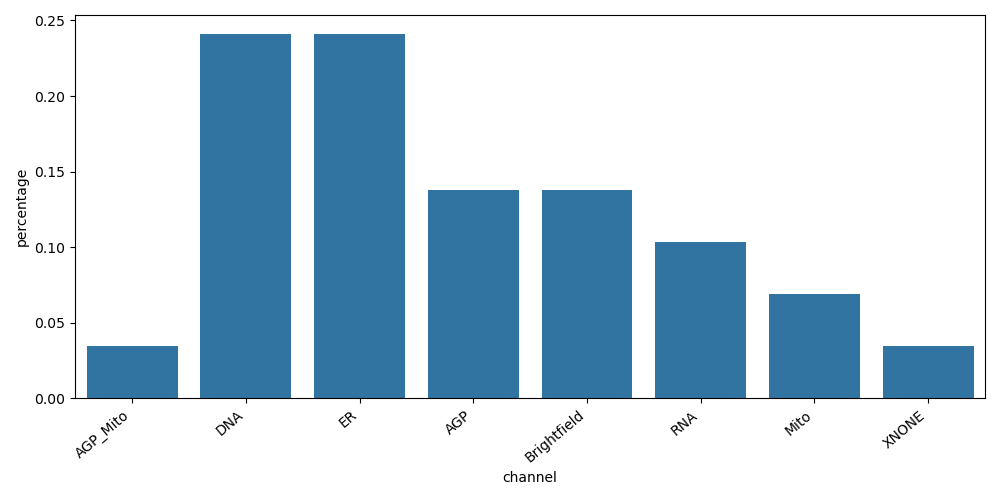 0.25
0.20
0.15
0.10
0.05
0.00
percentage
AGP_Mito
DNA
ER
AGP
Brightfield
RNA
Mito
XNONE
channel